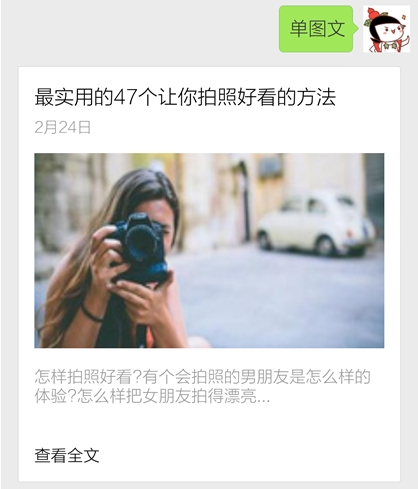 单图文
最实用的47个让你拍照好看的方法
2月24日
怎样拍照好看?有个会拍照的男朋友是怎么样的
体验?怎么样把女朋友拍得漂亮...
查看全文